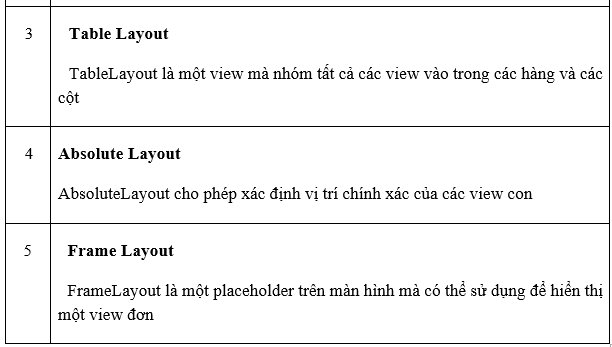 3 Table Layout
TableLayout là một view mà nhóm tất cả các view vào trong các hàng và các
cột
4 Absolute Layout
AbsoluteLayout cho phép xác định vị trí chính xác của các view con
5 Frame Layout
FrameLayout là một placeholder trên màn hình mà có thể sử dụng để hiển thị
một view đơn